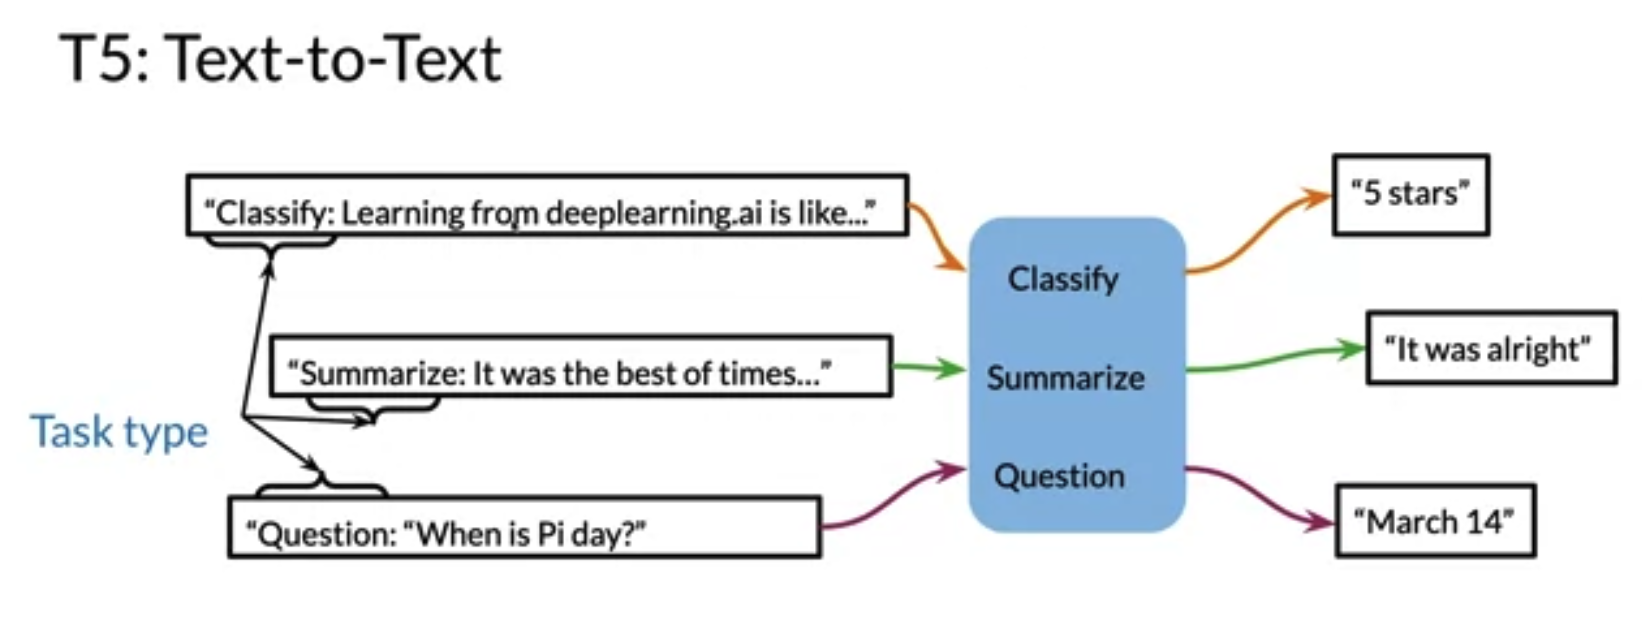 T5: Text-to-Text
“Classify: Learning from deeplearning.ai is like...”
“Summarize: It was the best of times...”
Task type
“Question: “When is Pi day?”
Classify
Summarize
Question
“5 stars”
“It was alright”
“March 14”